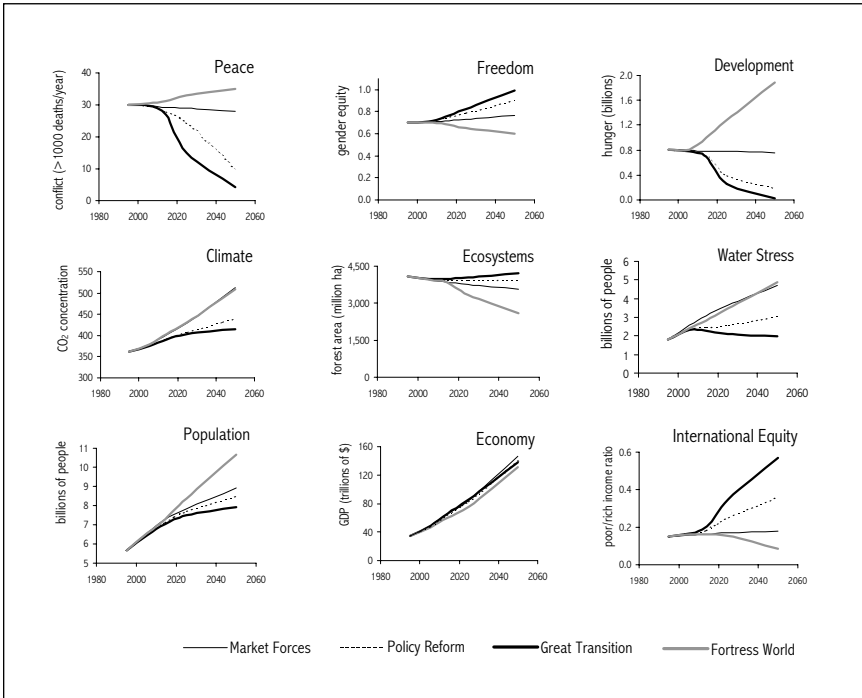 Peace
conflict (>1000 deaths/year)
40
30
20
10
0
1980 2000 2020 2040 2060
Freedom
gender equity
1.0
0.8
0.6
0.4
0.2
0.0
1980 2000 2020 2040 2060
Development
hunger (billions)
2.0
1.6
1.2
0.8
0.4
0.0
1980 2000 2020 2040 2060
Climate
CO2 concentration
550
500
450
400
350
300
1980 2000 2020 2040 2060
Ecosystems
forest area (million ha)
4,500
3,000
1,500
0
1980 2000 2020 2040 2060
Water Stress
billions of people
6
5
4
3
2
1
0
1980 2000 2020 2040 2060
Population
billions of people
11
10
9
8
7
6
5
1980 2000 2020 2040 2060
Economy
GDP (trillions of $)
160
120
80
40
0
1980 2000 2020 2040 2060
International Equity
poor/rich income ratio
0.6
0.4
0.2
0.0
1980 2000 2020 2040 2060
Market Forces Policy Reform Great Transition Fortress World